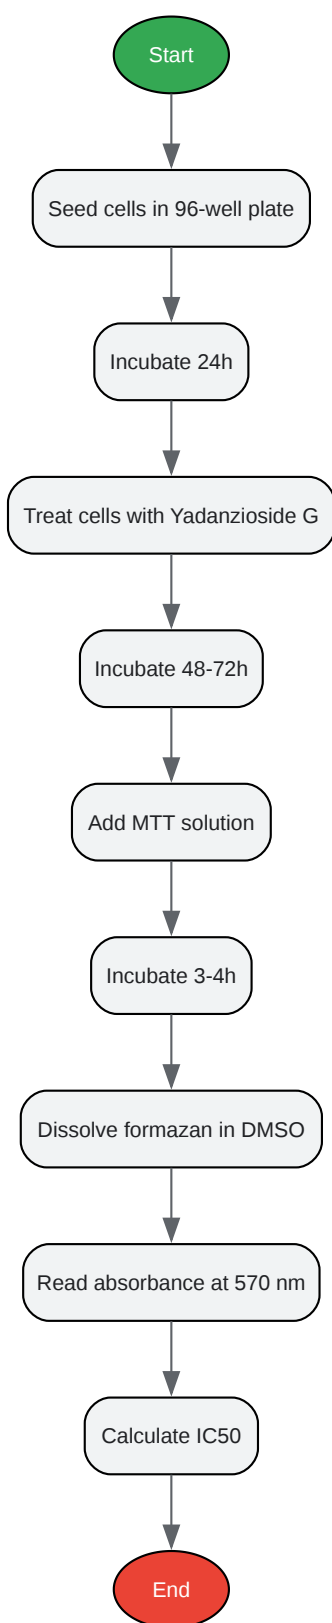 Start
Seed cells in 96-well plate
Incubate 24h
Treat cells with Yadanzioside G
Incubate 48-72h
Add MTT solution
Incubate 3-4h
Dissolve formazan in DMSO
Read absorbance at 570 nm
Calculate IC50
End